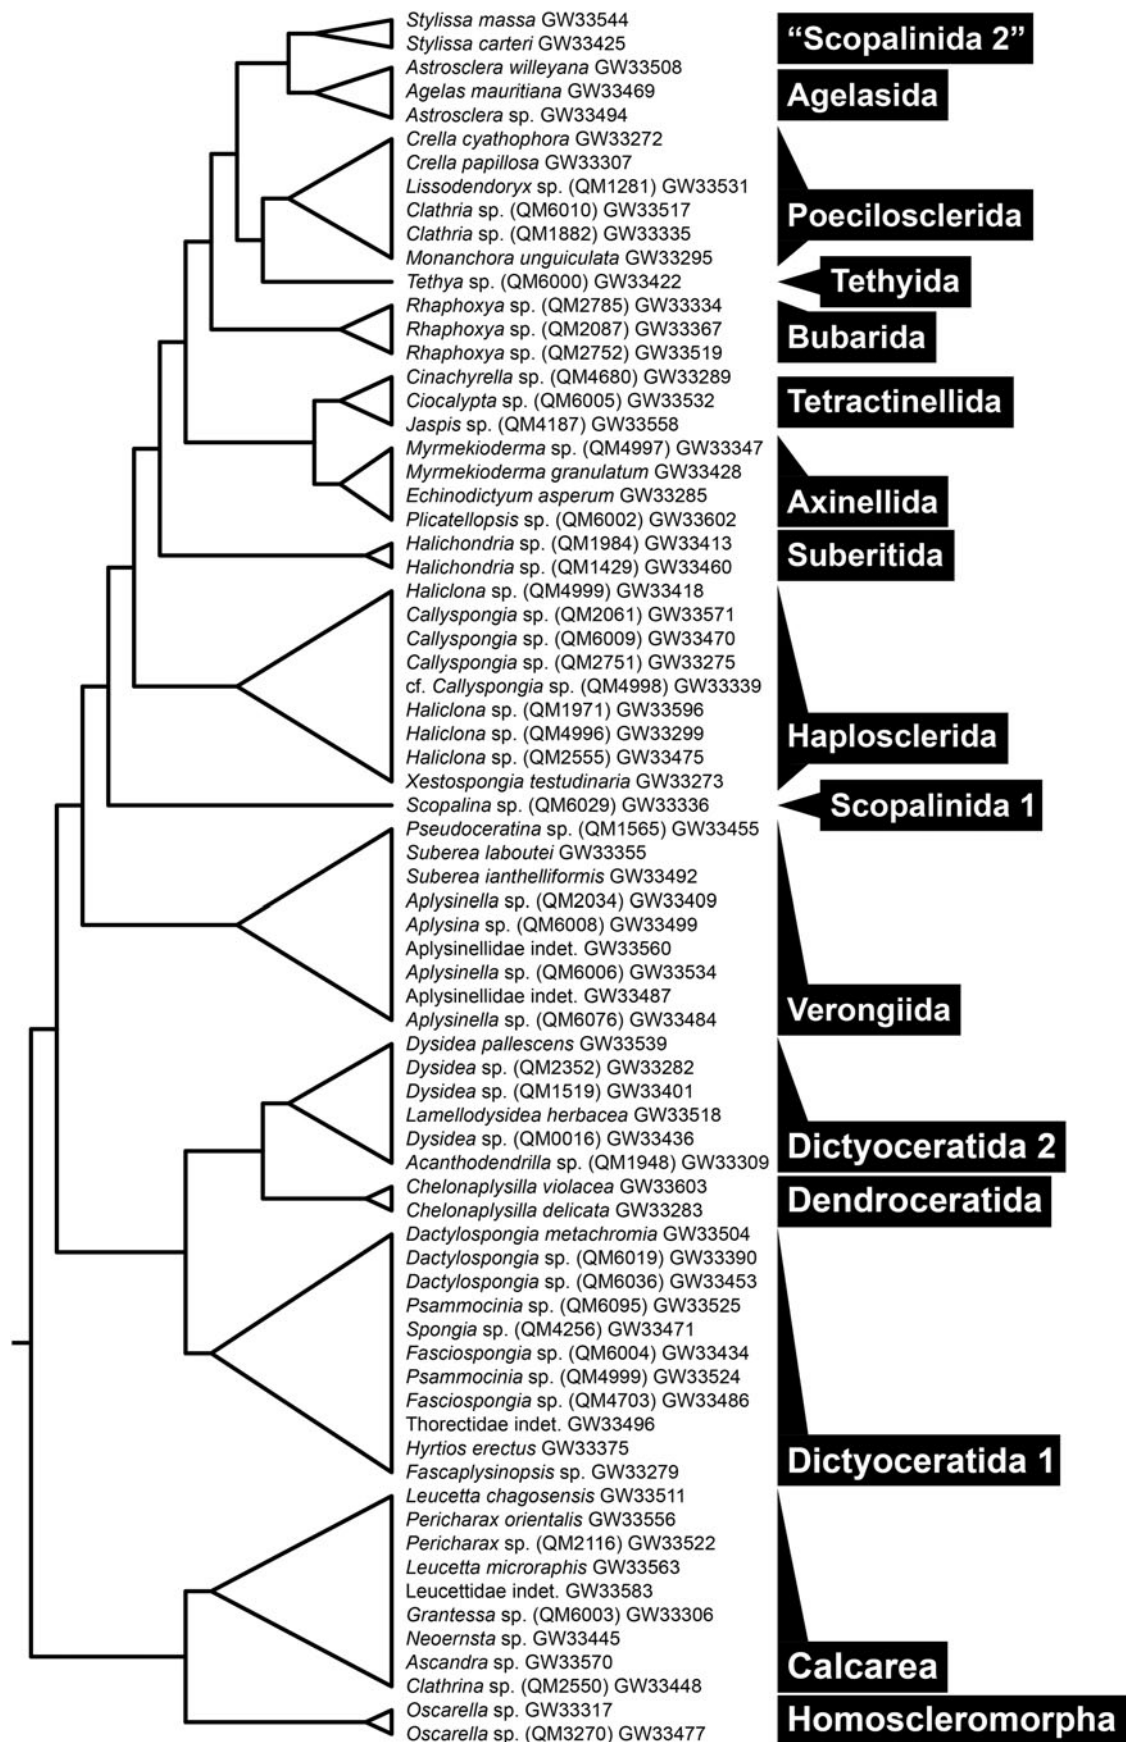 Stylissa massa GW33544
Stylissa carteri GW33425
“Scopalinida 2”
Astrosclera willeyana GW33508
Agelas mauritiana GW33469
Astrosclera sp. GW33494
Agelasida
Crella cyathophora GW33272
Crella papillosa GW33307
Lissodendoryx sp. (QM1281) GW33531
Clathria sp. (QM6010) GW33517
Clathria sp. (QM1882) GW33335
Monanchora unguiculata GW33295
Poecilosclerida
Tethya sp. (QM6000) GW33422
Tethyida
Rhaphoxya sp. (QM2785) GW33334
Rhaphoxya sp. (QM2087) GW33367
Rhaphoxya sp. (QM2752) GW33519
Bubarida
Cinachyrella sp. (QM4680) GW33289
Ciocalypta sp. (QM6005) GW33532
Jaspis sp. (QM4187) GW33558
Tetractinellida
Myrmekioderma sp. (QM4997) GW33347
Myrmekioderma granulatum GW33428
Echinodictyum asperum GW33285
Plicatellopsis sp. (QM6002) GW33602
Axinellida
Halichondria sp. (QM1984) GW33413
Halichondria sp. (QM1429) GW33460
Suberitida
Haliclona sp. (QM4999) GW33418
Callyspongia sp. (QM2061) GW33571
Callyspongia sp. (QM6009) GW33470
Callyspongia sp. (QM2751) GW33275
cf. Callyspongia sp. (QM4998) GW33339
Haliclona sp. (QM1971) GW33596
Haliclona sp. (QM4996) GW33299
Haliclona sp. (QM2555) GW33475
Xestospongia testudinaria GW33273
Haplosclerida
Scopalina sp. (QM6029) GW33336
Scopalinida 1
Pseudoceratina sp. (QM1565) GW33455
Suberea laboutei GW33355
Suberea ianthelliformis GW33492
Aplysinella sp. (QM2034) GW33409
Aplysina sp. (QM6008) GW33499
Aplysinellidae indet. GW33560
Aplysinella sp. (QM6006) GW33534
Aplysinellidae indet. GW33487
Aplysinella sp. (QM6076) GW33484
Verongiida
Dysidea pallescens GW33539
Dysidea sp. (QM2352) GW33282
Dysidea sp. (QM1519) GW33401
Lamellodysidea herbacea GW33518
Dysidea sp. (QM0016) GW33436
Acanthodendrilla sp. (QM1948) GW33309
Dictyoceratida 2
Chelonaplysilla violacea GW33603
Chelonaplysilla delicata GW33283
Dendroceratida
Dactylospongia metachromia GW33504
Dactylospongia sp. (QM6019) GW33390
Dactylospongia sp. (QM6036) GW33453
Psammocinia sp. (QM6095) GW33525
Spongia sp. (QM4256) GW33471
Fasciospongia sp. (QM6004) GW33434
Psammocinia sp. (QM4999) GW33524
Fasciospongia sp. (QM4703) GW33486
Thorectidae indet. GW33496
Hyrtios erectus GW33375
Fascaplysinopsis sp. GW33279
Dictyoceratida 1
Leucetta chagosensis GW33511
Pericharax orientalis GW33556
Pericharax sp. (QM2116) GW33522
Leucetta microraphis GW33563
Leucettidae indet. GW33583
Grantessa sp. (QM6003) GW33306
Neoernsta sp. GW33445
Ascandra sp. GW33570
Clathrina sp. (QM2550) GW33448
Calcarea
Oscarella sp. GW33317
Oscarella sp. (QM3270) GW33477
Homoscleromorpha